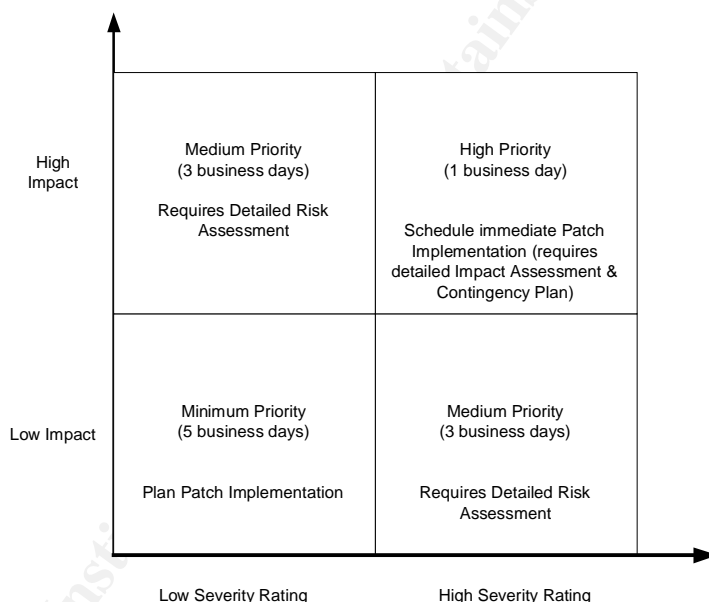 High
Impact
Medium Priority
(3 business days)
Requires Detailed Risk
Assessment
High Priority
(1 business day)
Schedule immediate Patch
Implementation (requires
detailed Impact Assessment &
Contingency Plan)
Low Impact
Minimum Priority
(5 business days)
Plan Patch Implementation
Medium Priority
(3 business days)
Requires Detailed Risk
Assessment
Low Severity Rating
High Severity Rating